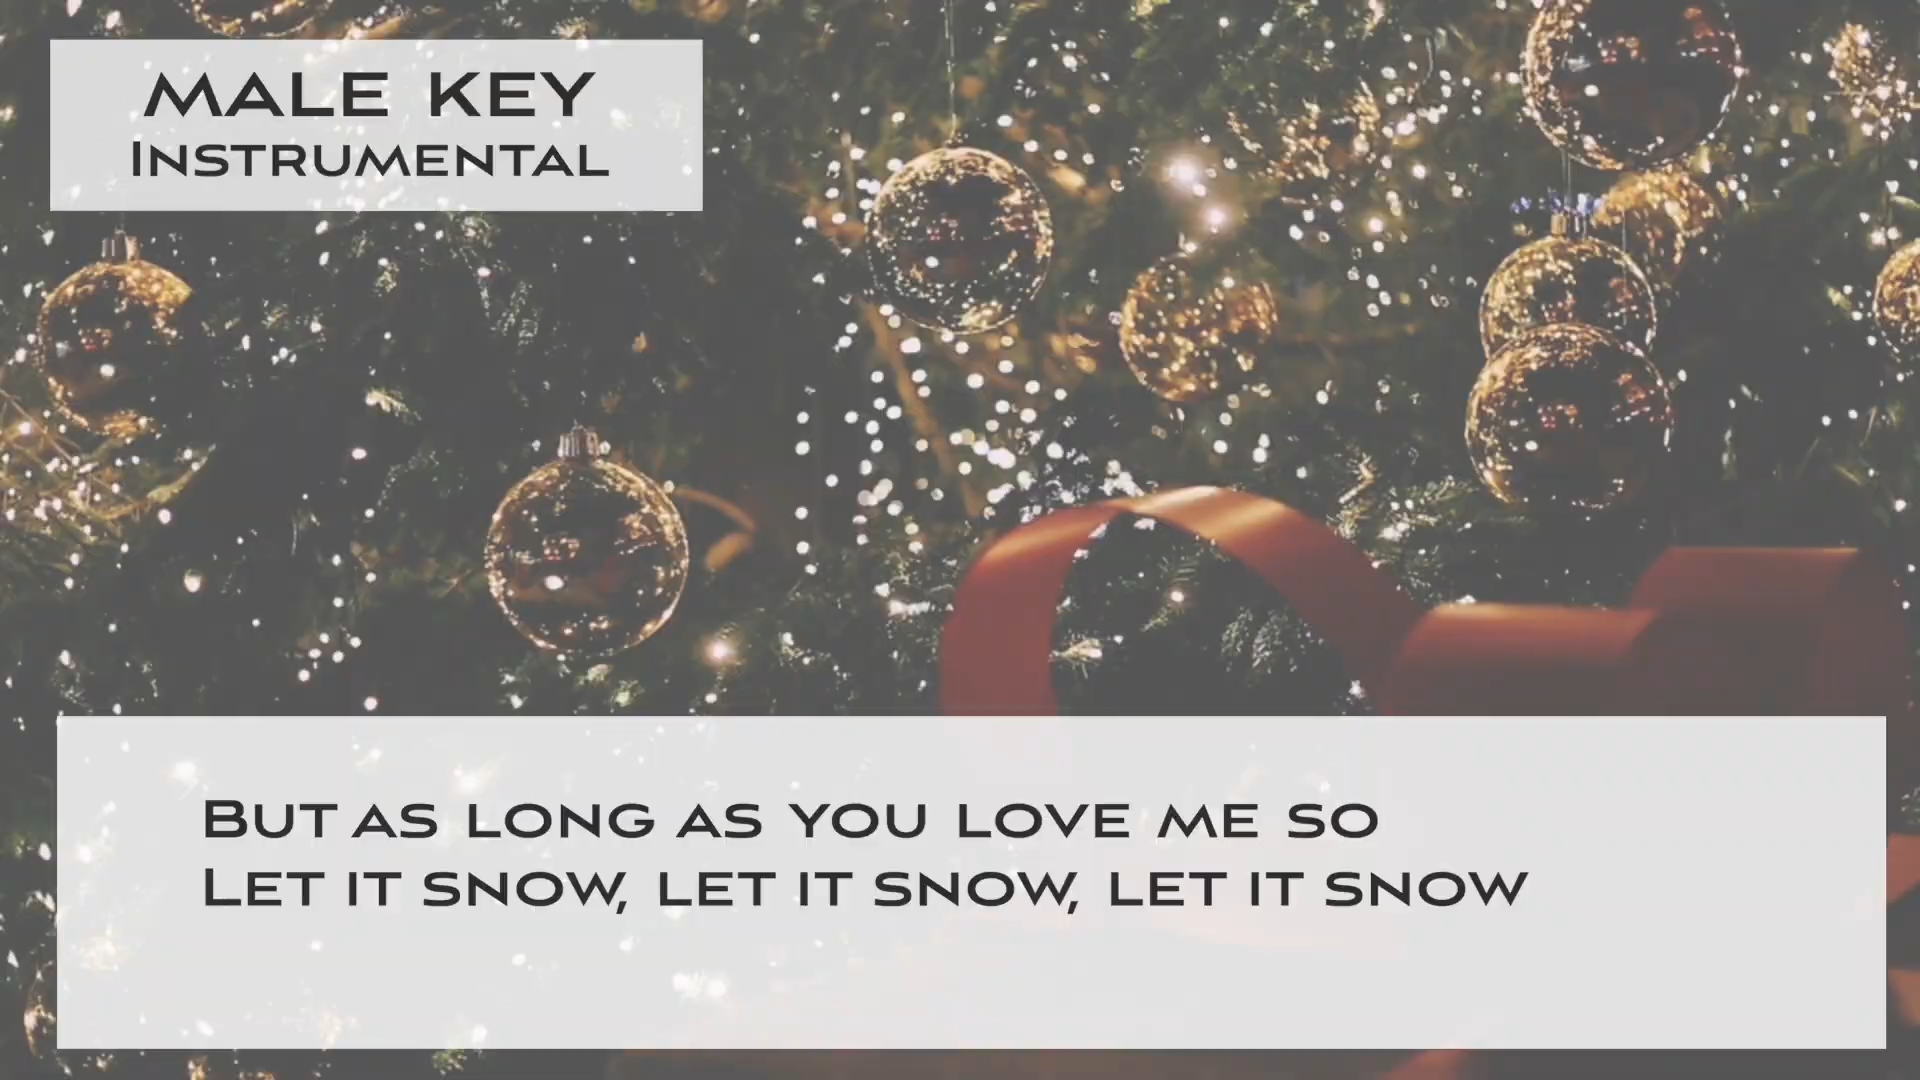 MALE KEY
INSTRUMENTAL
BUT AS LONG AS YOU LOVE ME SO
LET IT SNOW, LET IT SNOW, LET IT SNOW